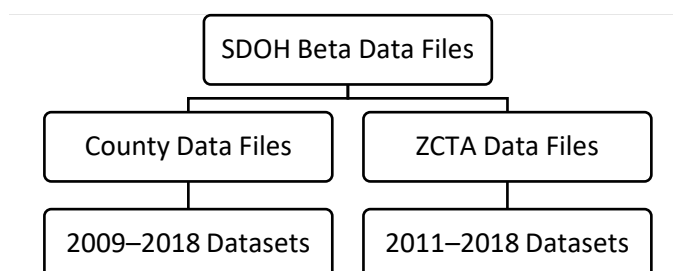 SDOH Beta Data Files
County Data Files
ZCTA Data Files
2009–2018 Datasets
2011–2018 Datasets